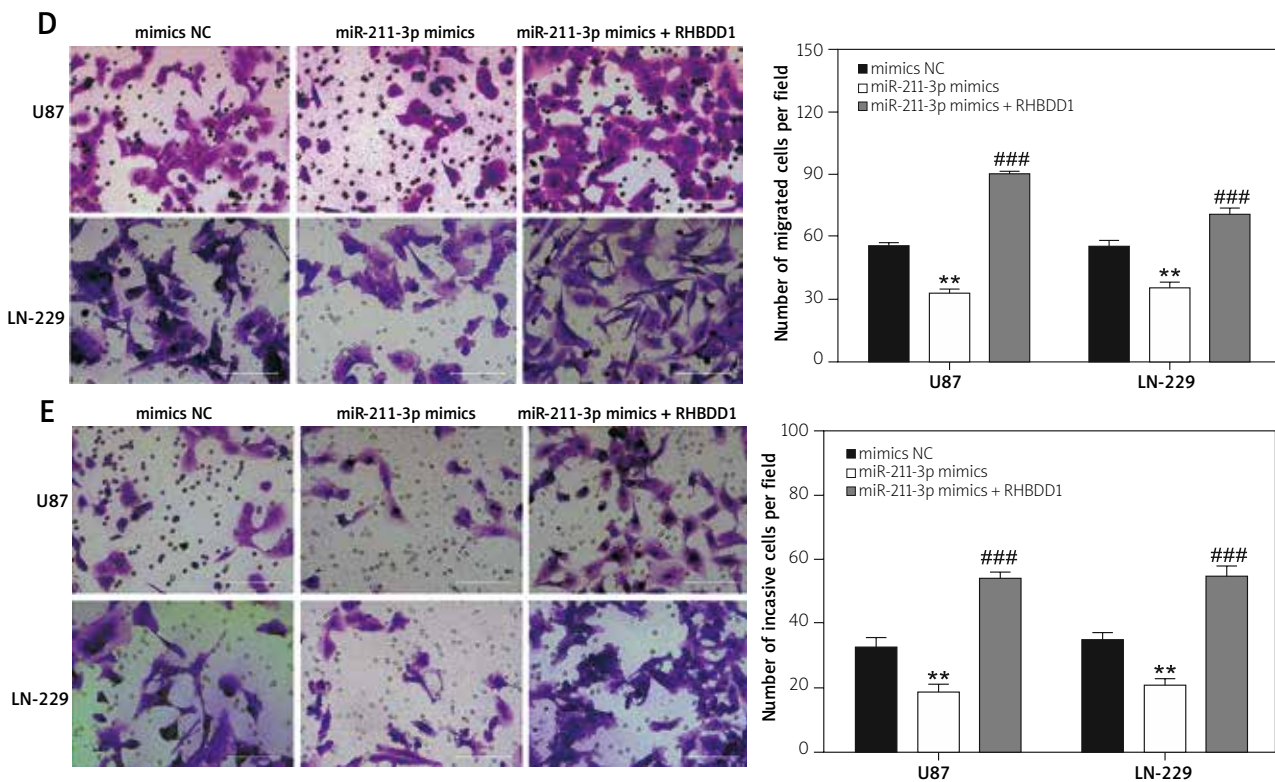 D
mimics NC
miR-211-3p mimics
miR-211-3p mimics + RHBDD1
U87
LN-229
Number of migrated cells per field
150
120
90
60
30
0
mimics NC
miR-211-3p mimics
miR-211-3p mimics + RHBDD1
**
###
**
###
U87
LN-229
E
mimics NC
miR-211-3p mimics
miR-211-3p mimics + RHBDD1
U87
LN-229
Number of incasive cells per field
100
80
60
40
20
0
mimics NC
miR-211-3p mimics
miR-211-3p mimics + RHBDD1
**
###
**
###
U87
LN-229